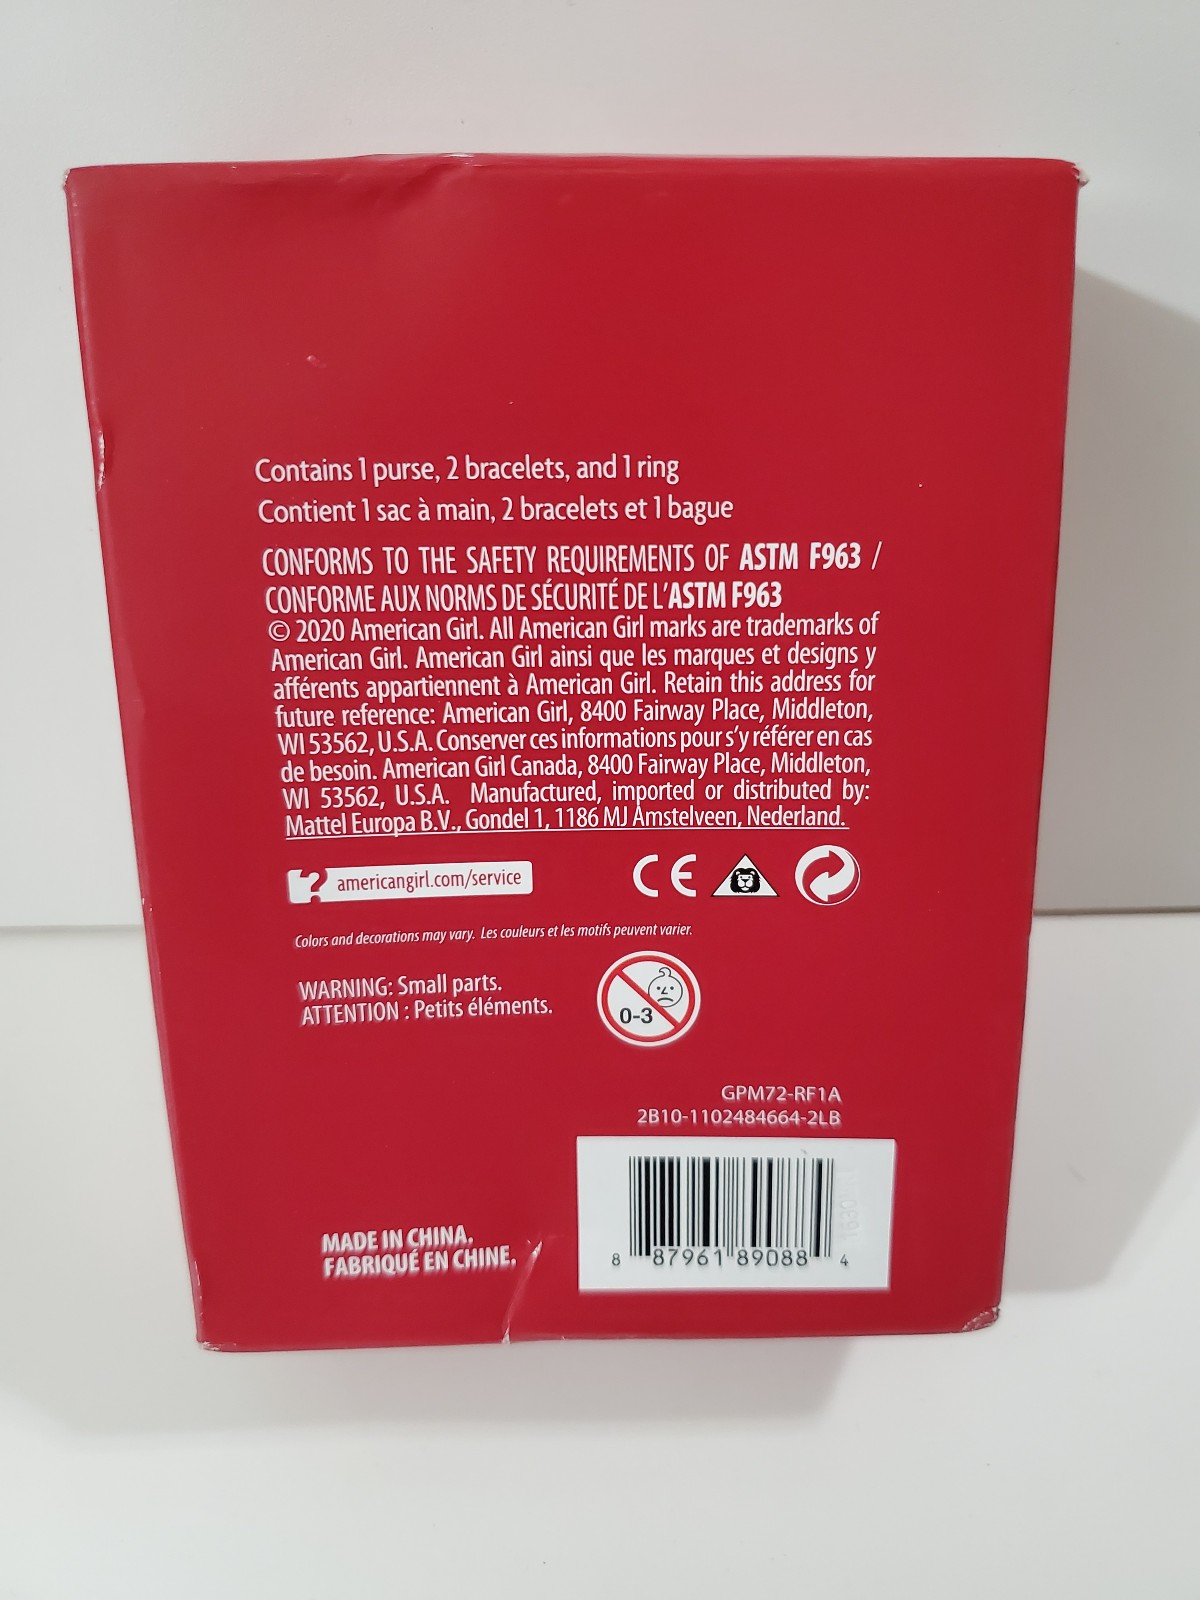 Contains 1 purse, 2 bracelets, and 1 ring
Contient 1 sac à main, 2 bracelets et 1 bague
CONFORMS TO THE SAFETY REQUIREMENTS OF ASTM F963 /
CONFORME AUX NORMS DE SÉCURITÉ DE L'ASTM F963
© 2020 American Girl. All American Girl marks are trademarks of
American Girl. American Girl ainsi que les marques et designs y
afférents appartiennent à American Girl. Retain this address for
future reference: American Girl, 8400 Fairway Place, Middleton,
WI 53562, U.S.A. Conserver ces informations pour s'y référer en cas
de besoin. American Girl Canada, 8400 Fairway Place, Middleton,
WI 53562, U.S.A. Manufactured, imported or distributed by:
Mattel Europa B.V., Gondel 1, 1186 MJ Amstelveen, Nederland.
? americangirl.com/service
CE
Colors and decorations may vary. Les couleurs et les motifs peuvent varier.
WARNING: Small parts.
ATTENTION : Petits éléments.
0-3
GPM72-RF1A
2B10-1102484664-2LB
MADE IN CHINA.
FABRIQUÉ EN CHINE.
8 87961 89088 4